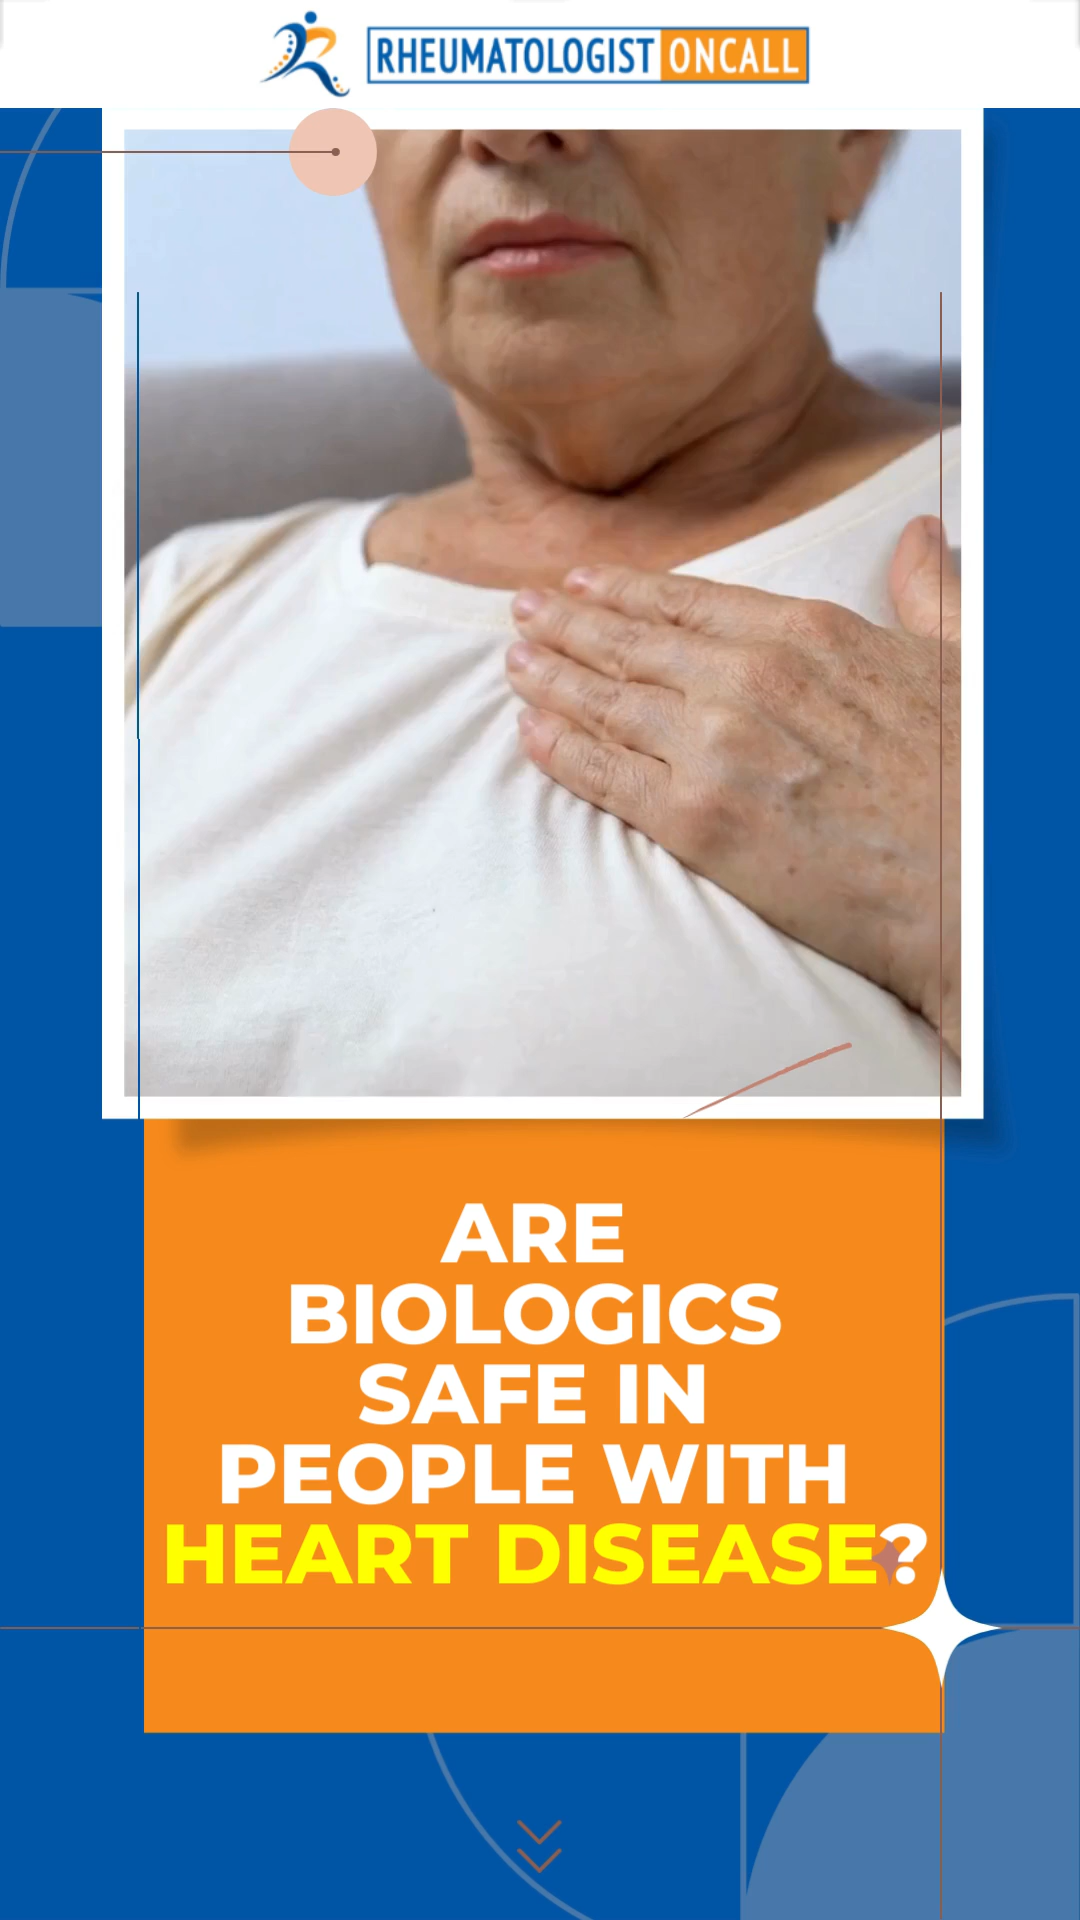 RHEUMATOLOGIST ONCALL
ARE
BIOLOGICS
SAFE IN
PEOPLE WITH
HEART DISEASE?